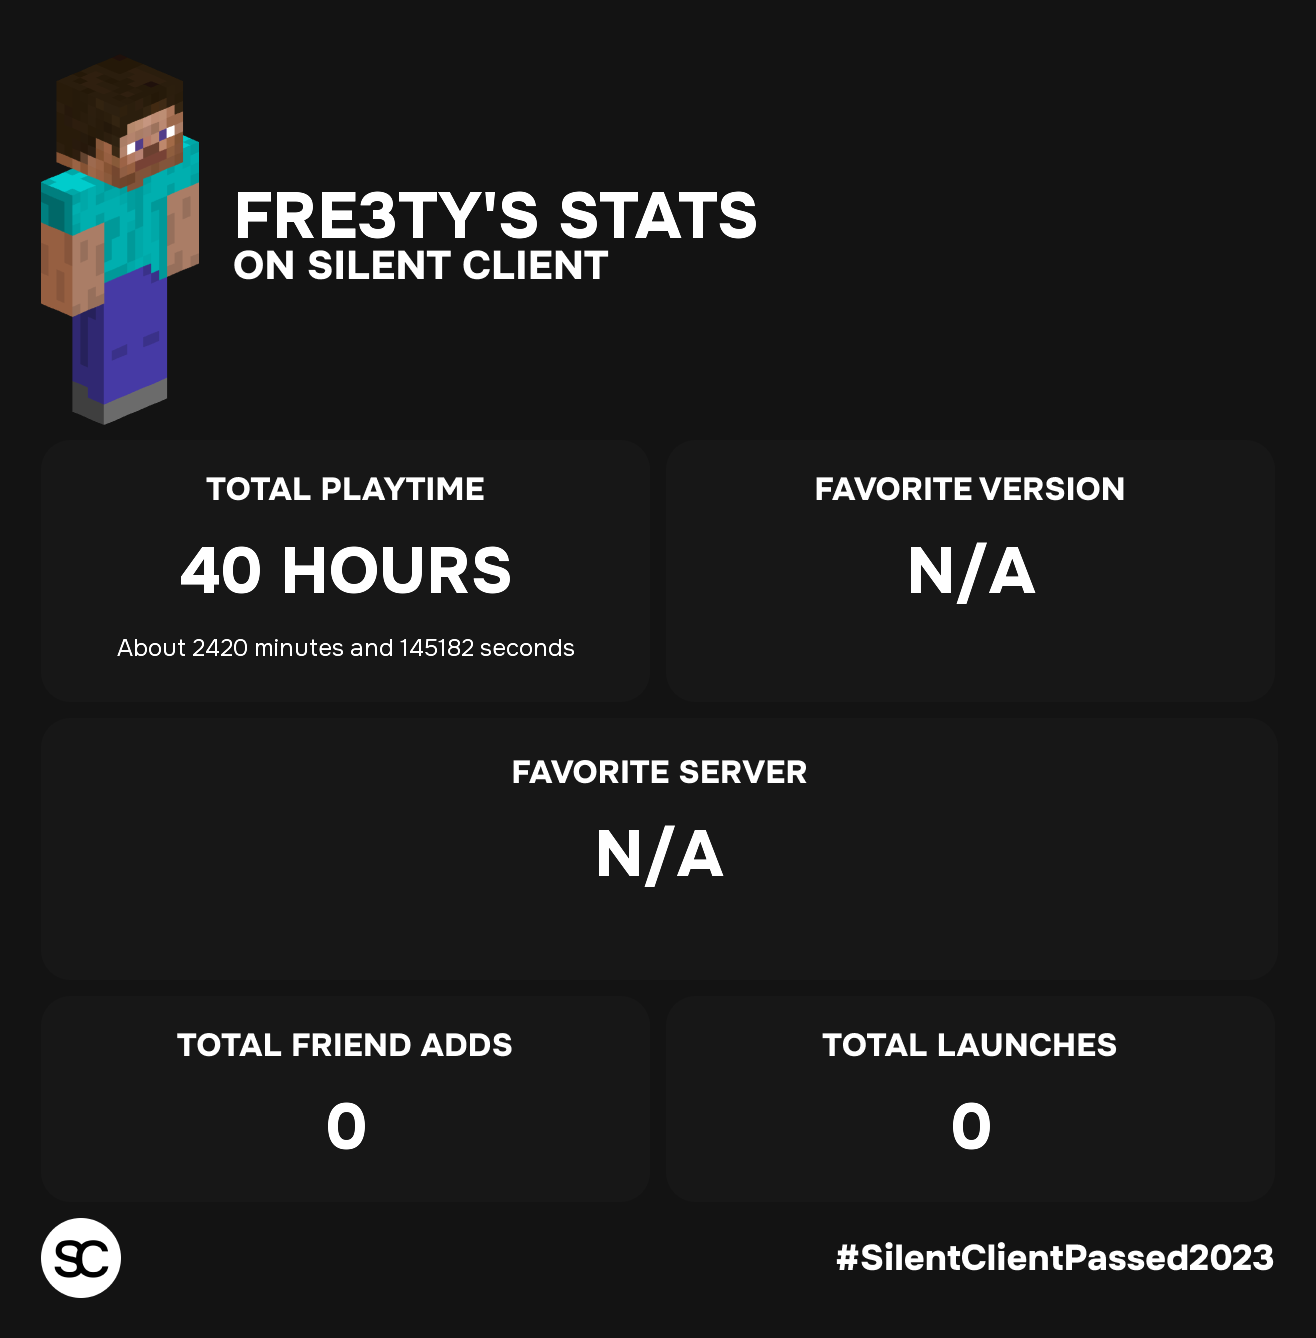 FRE3TY'S STATS
ON SILENT CLIENT
TOTAL PLAYTIME
40 HOURS
About 2420 minutes and 145182 seconds
FAVORITE VERSION
N/A
FAVORITE SERVER
N/A
TOTAL FRIEND ADDS
0
TOTAL LAUNCHES
0
SC
#SilentClientPassed2023